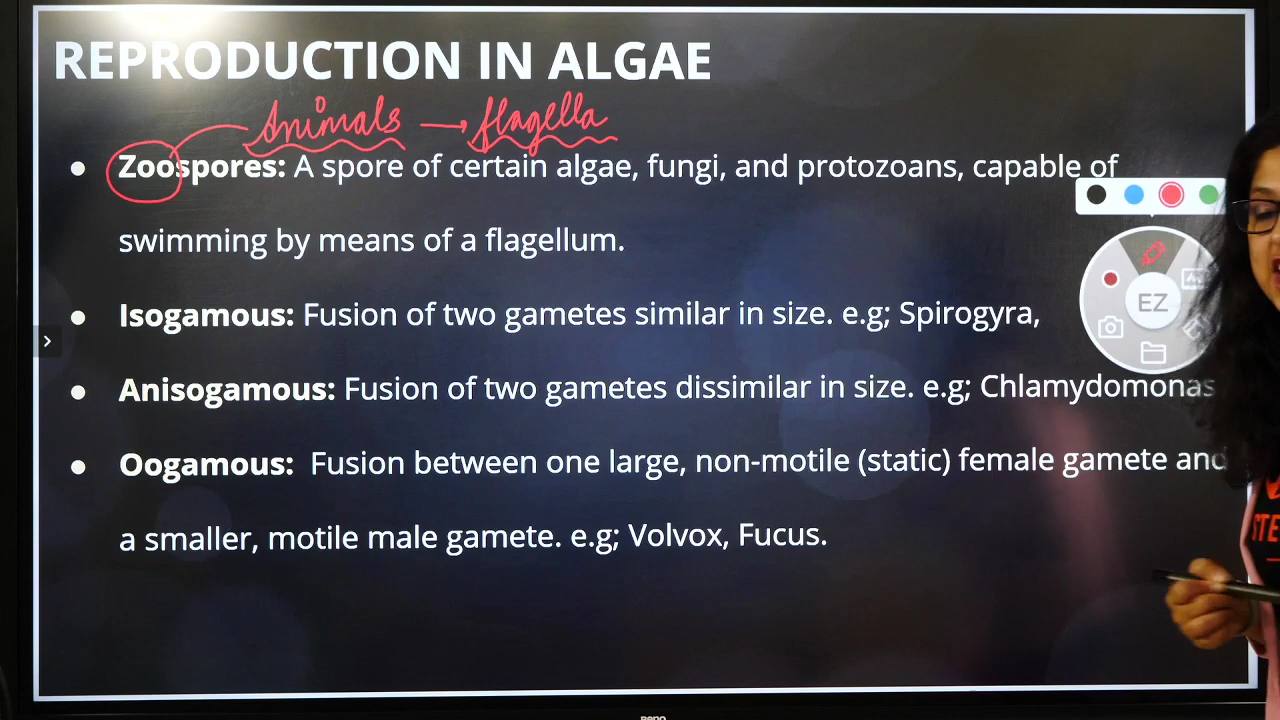 REPRODUCTION IN ALGAE
Animals → flagella
● Zoospores: A spore of certain algae, fungi, and protozoans, capable of
swimming by means of a flagellum.
● Isogamous: Fusion of two gametes similar in size. e.g; Spirogyra,
● Anisogamous: Fusion of two gametes dissimilar in size. e.g; Chlamydomonas
● Oogamous: Fusion between one large, non-motile (static) female gamete and
a smaller, motile male gamete. e.g; Volvox, Fucus.
EZ
STE
BenQ